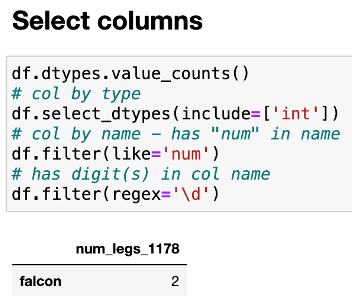 Select columns
df.dtypes.value_counts()
# col by type
df.select_dtypes(include=['int'])
# col by name – has "num" in name
df.filter(like='num')
# has digit(s) in col name
df.filter(regex='\d')
num_legs_1178
falcon 2